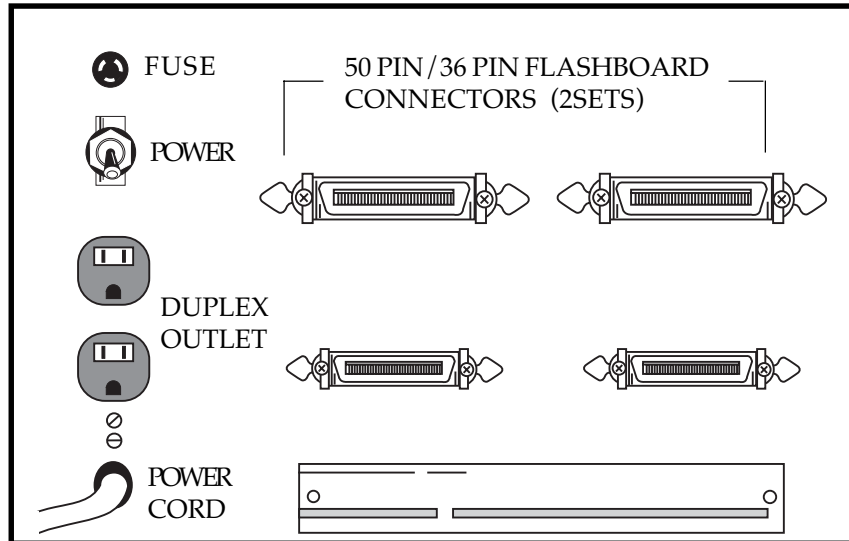 FUSE
50 PIN/36 PIN FLASHBOARD
CONNECTORS (2SETS)
POWER
DUPLEX
OUTLET
POWER
CORD